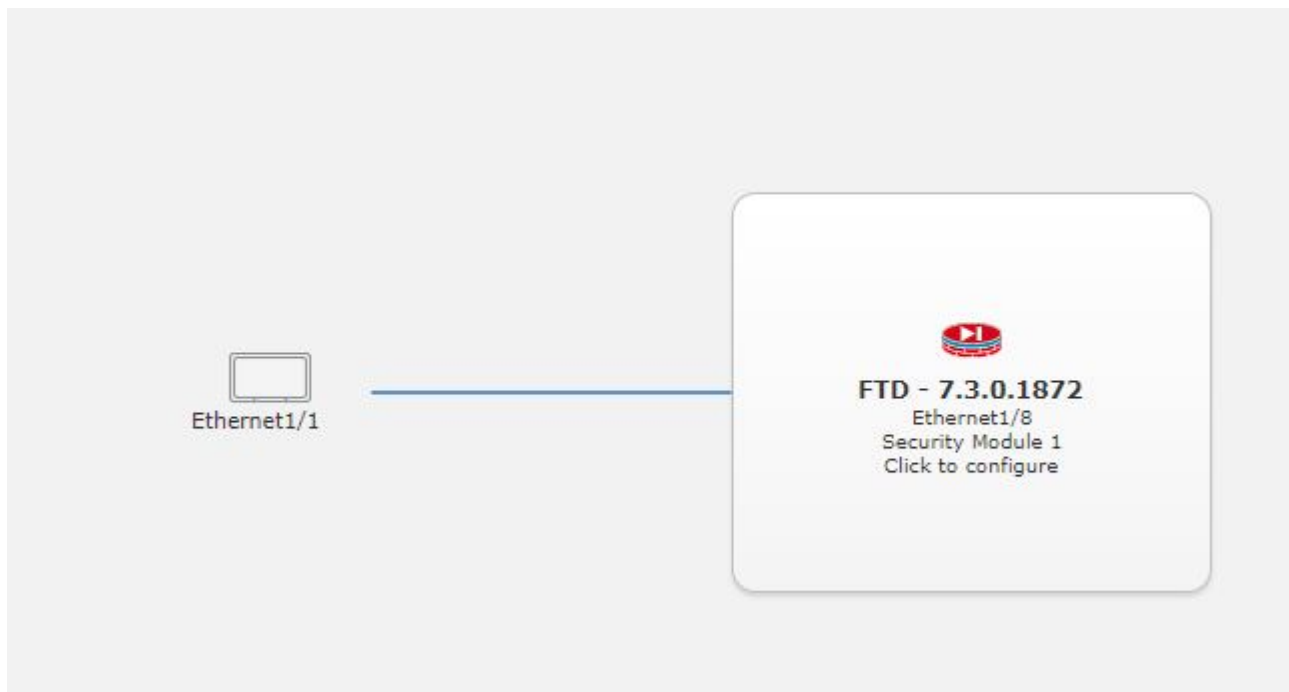 Ethernet1/1
FTD - 7.3.0.1872
Ethernet1/8
Security Module 1
Click to configure